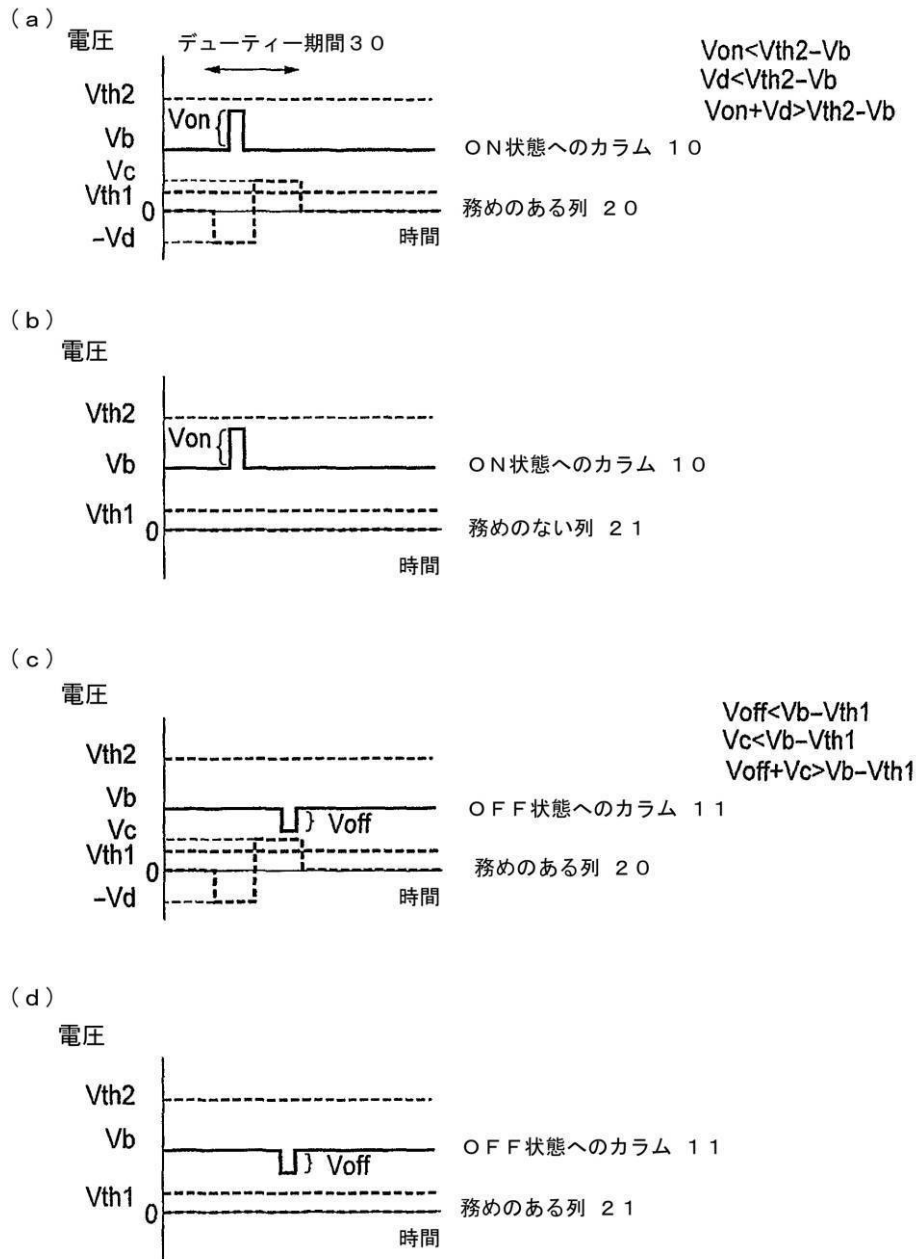 (a)
電圧
デューティー期間30
Von<Vth2−Vb
Vd<Vth2−Vb
Von+Vd>Vth2−Vb
Vth2
Von
Vb
ON状態へのカラム 10
Vc
Vth1
0
務めのある列 20
−Vd
時間
(b)
電圧
Vth2
Von
Vb
ON状態へのカラム 10
Vth1
0
務めのない列 21
時間
(c)
電圧
Voff<Vb−Vth1
Vc<Vb−Vth1
Voff+Vc>Vb−Vth1
Vth2
Vb
OFF状態へのカラム 11
Voff
Vc
Vth1
0
務めのある列 20
−Vd
時間
(d)
電圧
Vth2
Vb
OFF状態へのカラム 11
Voff
Vth1
0
務めのある列 21
時間